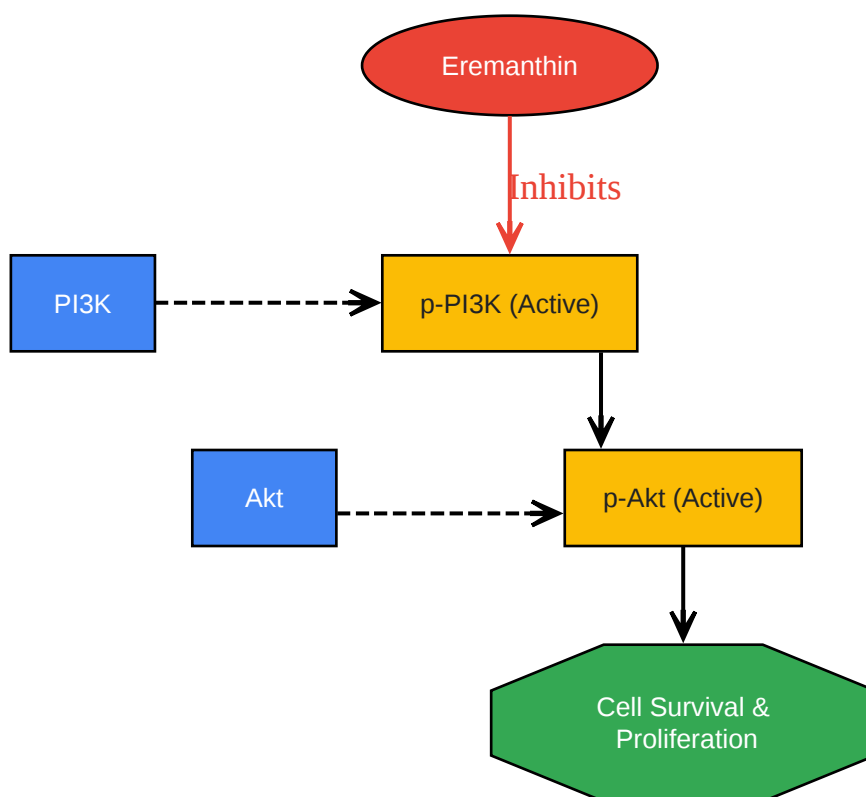 Eremanthin
Inhibits
PI3K
p-PI3K (Active)
Akt
p-Akt (Active)
Cell Survival &
Proliferation